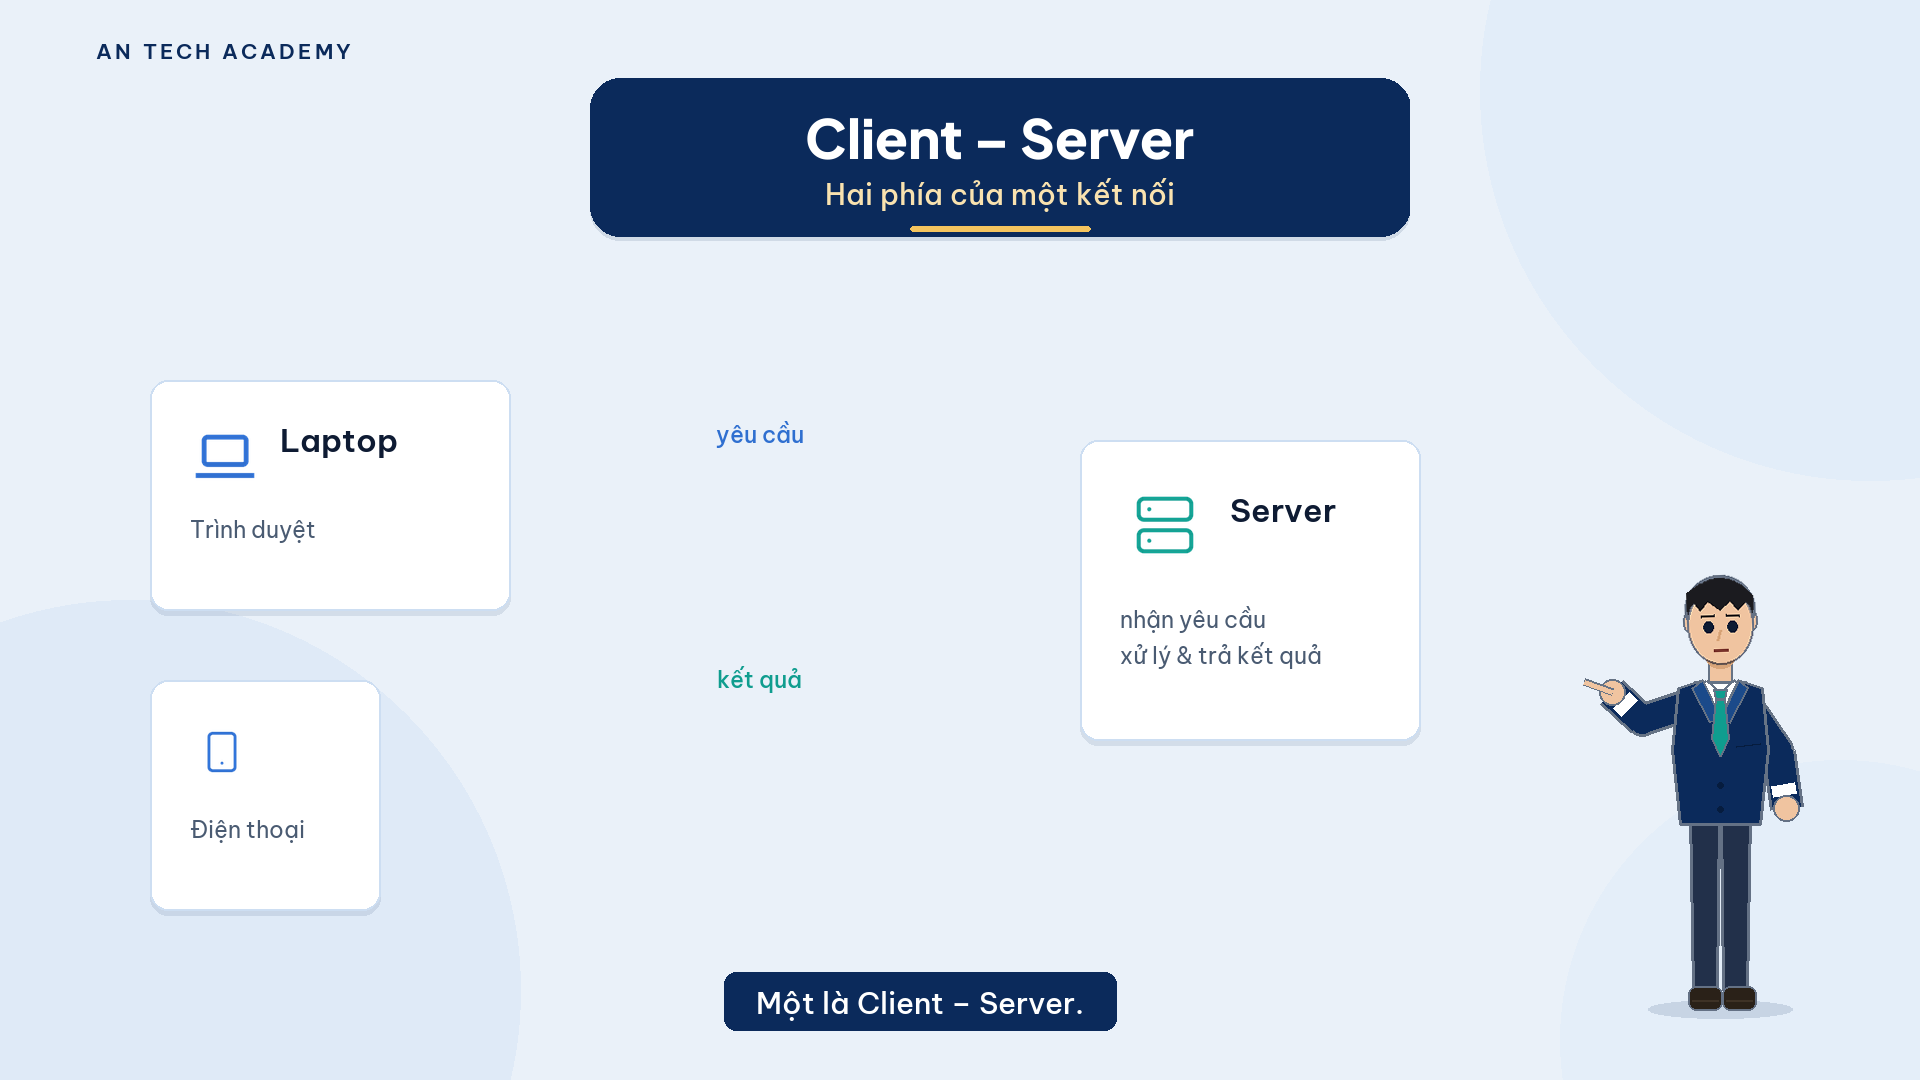 AN TECH ACADEMY
Client – Server
Hai phía của một kết nối
Laptop
Trình duyệt
yêu cầu
Server
nhận yêu cầu
xử lý & trả kết quả
kết quả
Điện thoại
Một là Client – Server.